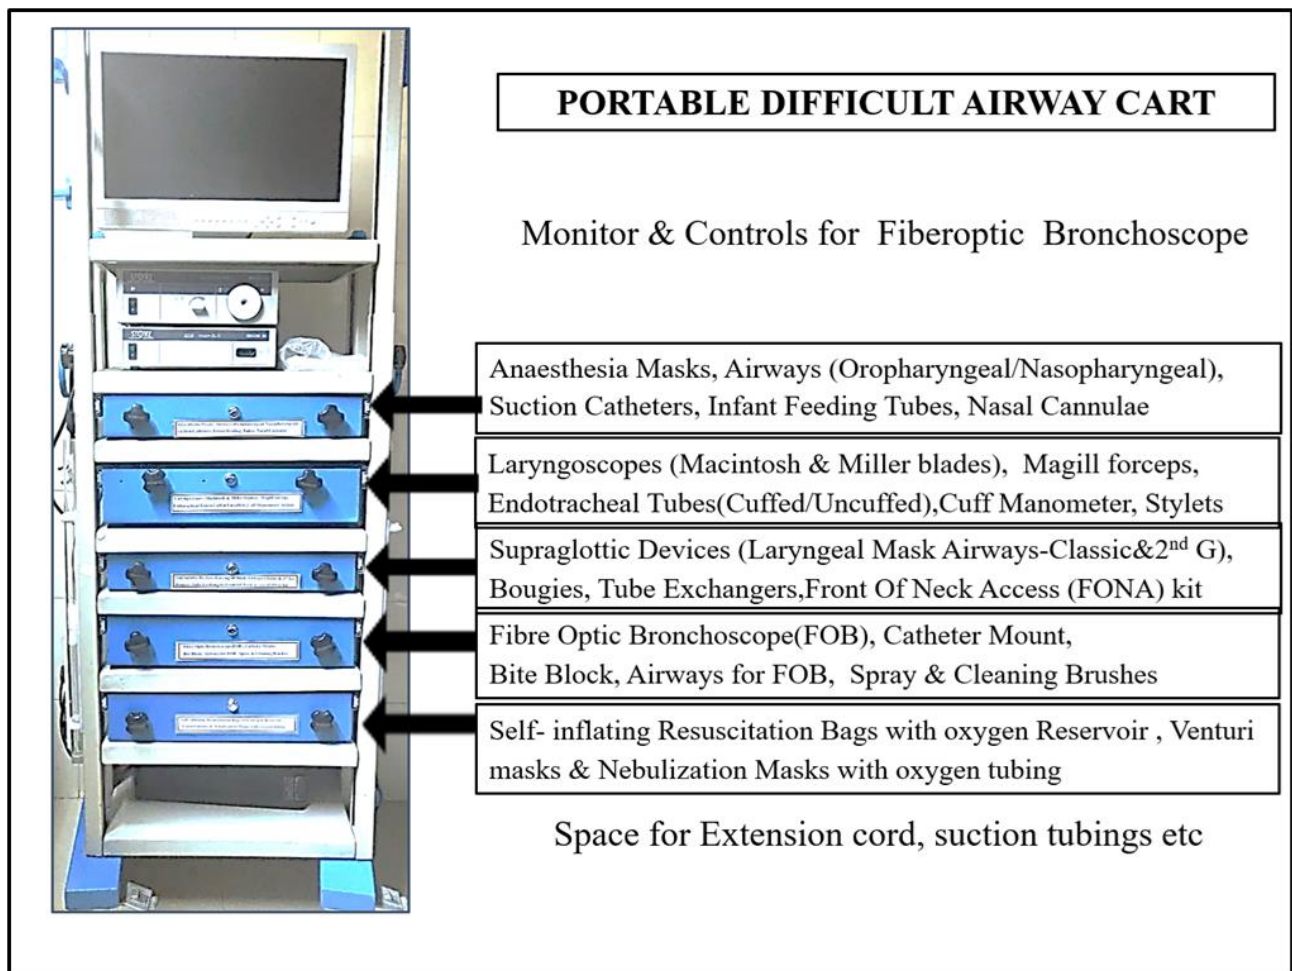 PORTABLE DIFFICULT AIRWAY CART
Monitor & Controls for Fiberoptic Bronchoscope
STORZ
STORZ
Anaesthesia Masks, Airways (Oropharyngeal/Nasopharyngeal),
Suction Catheters, Infant Feeding Tubes, Nasal Cannulae
Laryngoscopes (Macintosh & Miller blades), Magill forceps,
Endotracheal Tubes(Cuffed/Uncuffed),Cuff Manometer, Stylets
Supraglottic Devices (Laryngeal Mask Airways-Classic&2nd G),
Bougies, Tube Exchangers,Front Of Neck Access (FONA) kit
Fibre Optic Bronchoscope(FOB), Catheter Mount,
Bite Block, Airways for FOB, Spray & Cleaning Brushes
Self- inflating Resuscitation Bags with oxygen Reservoir , Venturi
masks & Nebulization Masks with oxygen tubing
Space for Extension cord, suction tubings etc